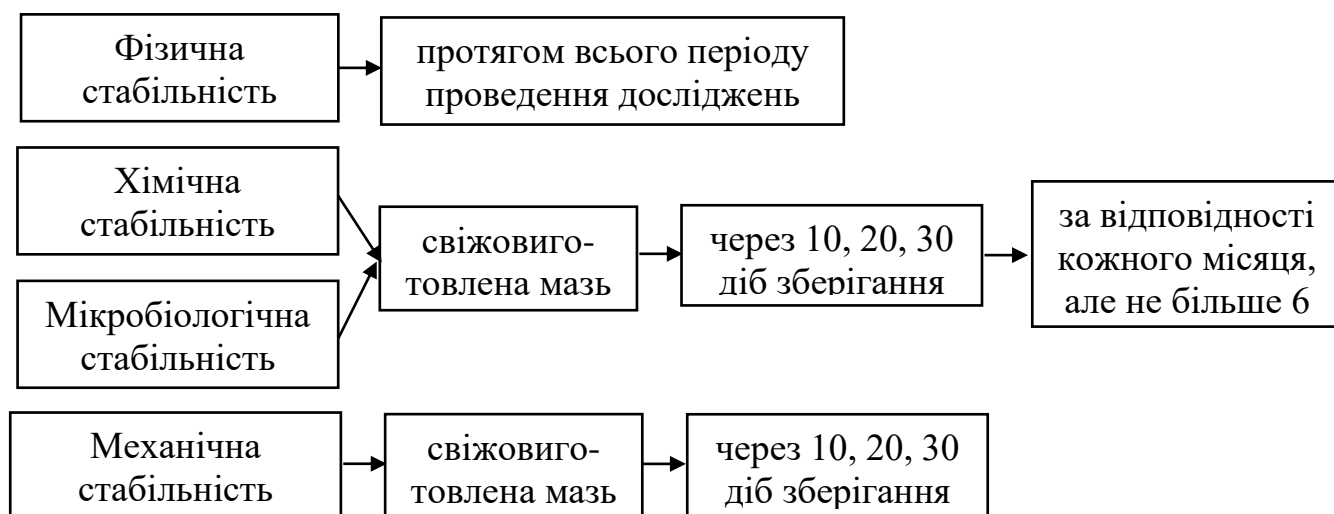 Фізична
стабільність
протягом всього періоду
проведення досліджень
Хімічна
стабільність
Мікробіологічна
стабільність
свіжовиго-
товлена мазь
через 10, 20, 30
діб зберігання
за відповідності
кожного місяця,
але не більше 6
Механічна
стабільність
свіжовиго-
товлена мазь
через 10, 20, 30
діб зберігання